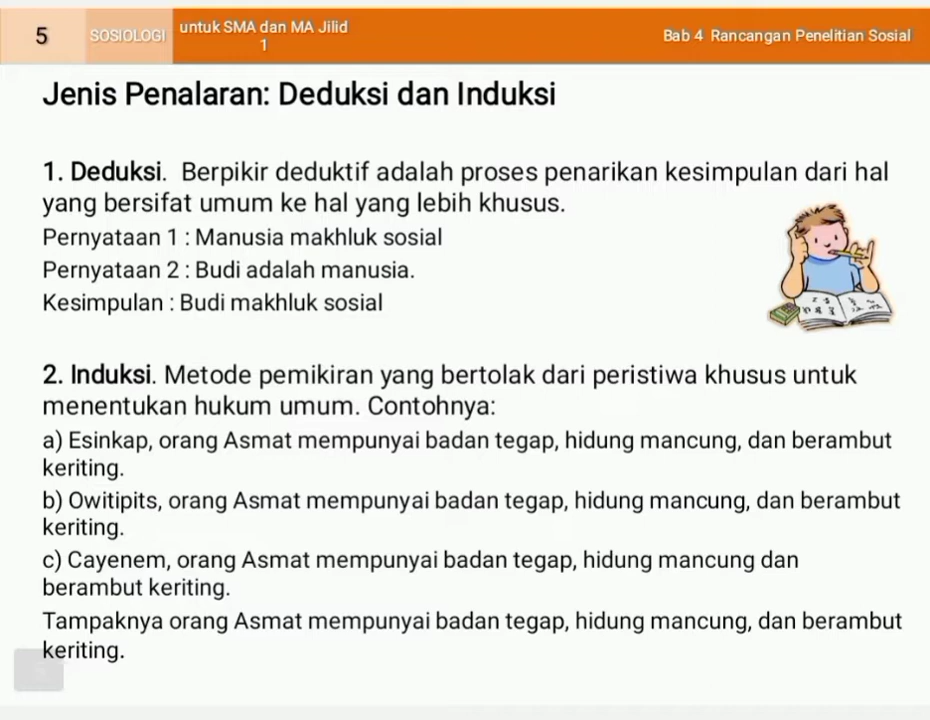 5 SOSIOLOGI untuk SMA dan MA Jilid
1
Bab 4 Rancangan Penelitian Sosial
Jenis Penalaran: Deduksi dan Induksi
1. Deduksi. Berpikir deduktif adalah proses penarikan kesimpulan dari hal
yang bersifat umum ke hal yang lebih khusus.
Pernyataan 1 : Manusia makhluk sosial
Pernyataan 2 : Budi adalah manusia.
Kesimpulan : Budi makhluk sosial
2. Induksi. Metode pemikiran yang bertolak dari peristiwa khusus untuk
menentukan hukum umum. Contohnya:
a) Esinkap, orang Asmat mempunyai badan tegap, hidung mancung, dan berambut
keriting.
b) Owitipits, orang Asmat mempunyai badan tegap, hidung mancung, dan berambut
keriting.
c) Cayenem, orang Asmat mempunyai badan tegap, hidung mancung dan
berambut keriting.
Tampaknya orang Asmat mempunyai badan tegap, hidung mancung, dan berambut
keriting.